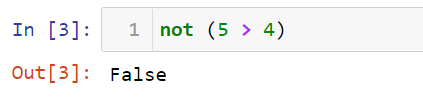 In [3]: 1 not (5 > 4)
Out[3]: False